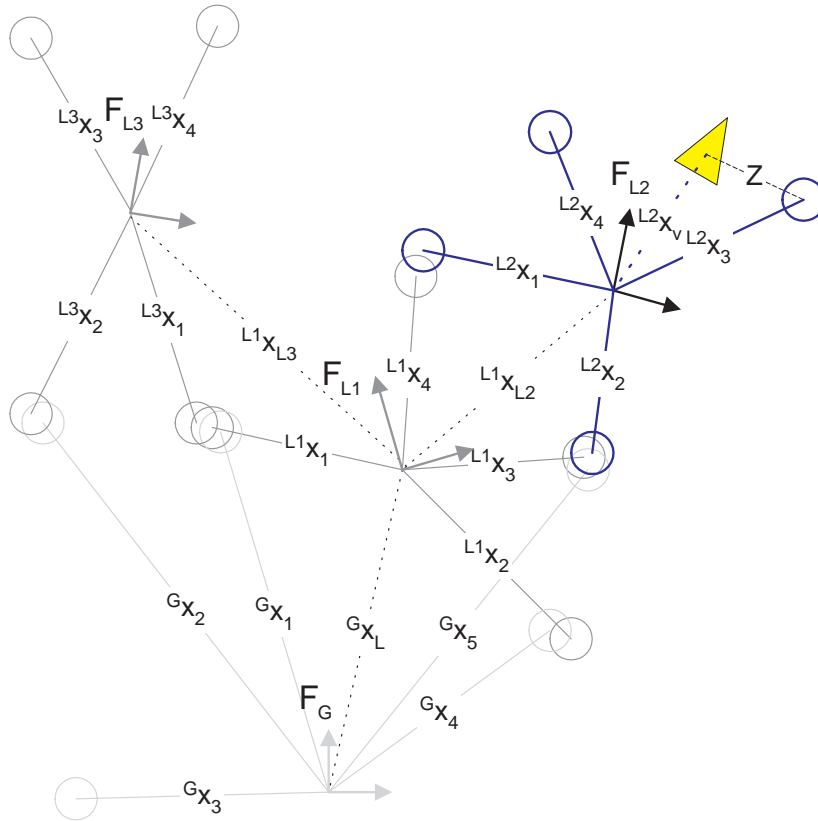 L3x3
FL3
L3x4
FL2
Z
L2x4
L2xv
L2x3
L2x1
L3x2
L3x1
L1xL3
FL1
L1x4
L1xL2
L2x2
L1x1
L1x3
L1x2
Gx2
Gx1
GxL
Gx5
FG
Gx4
Gx3